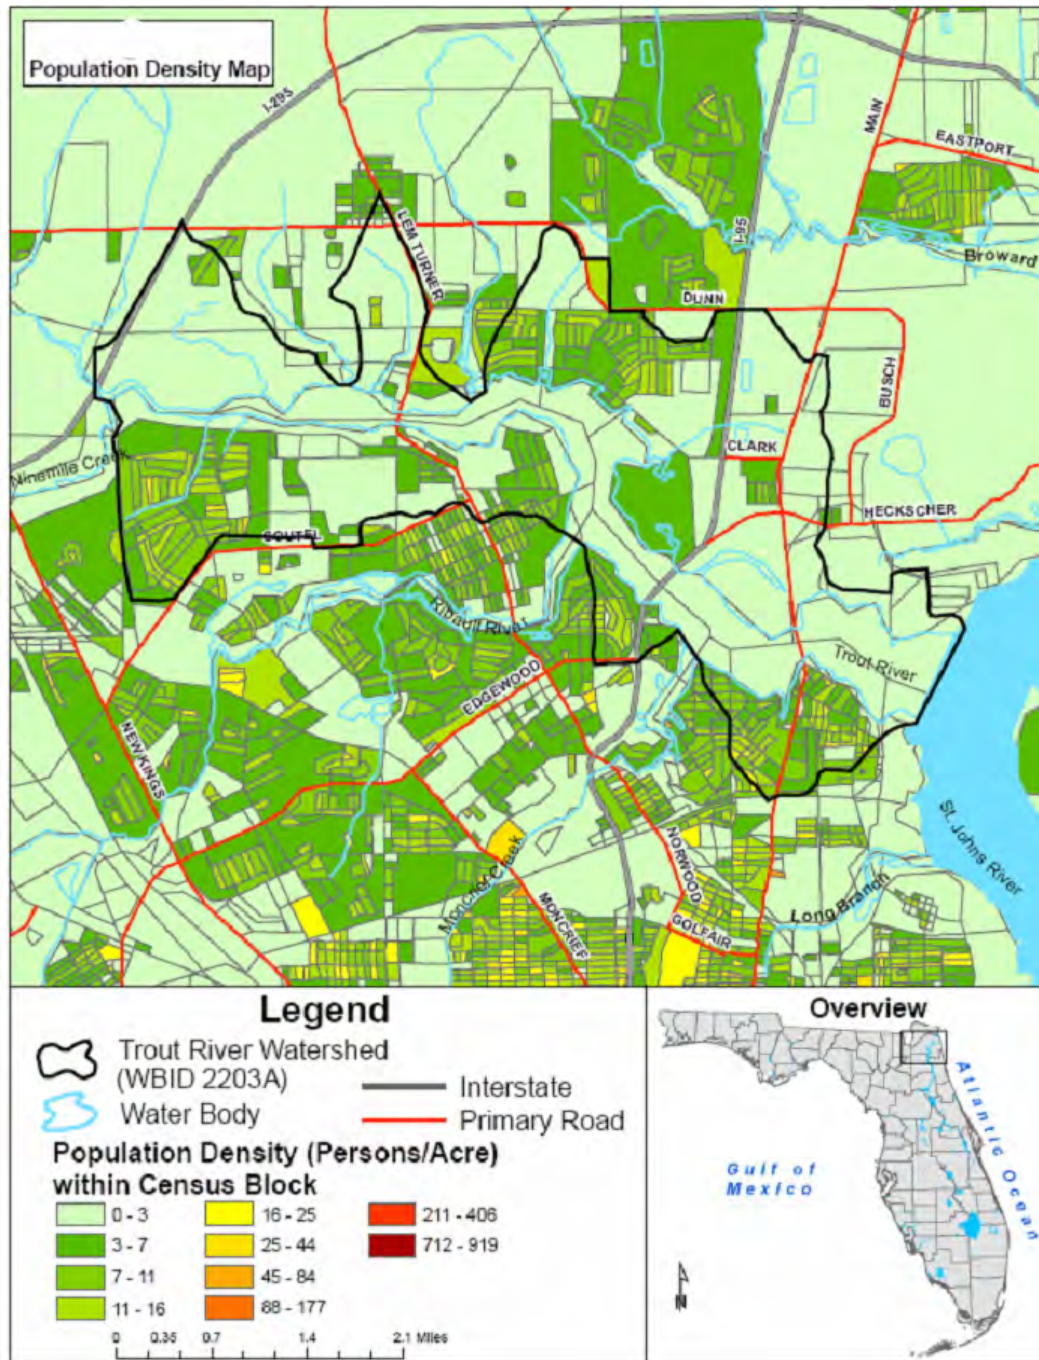 Population Density Map
I-295
MAIN
EASTPORT
LEM TURNER
I-95
Broward
DUNN
BUSCH
CLARK
Ninemile Creek
HECKSCHER
SOUTEL
Ribault River
Trout River
EDGEWOOD
NEW KINGS
St. Johns River
NORWOOD
Moncrief Creek
Long Branch
MONCRIEF
GOLFAIR
Legend
Trout River Watershed
(WBID 2203A)
Interstate
Water Body
Primary Road
Population Density (Persons/Acre)
within Census Block
0 - 3
16 - 25
211 - 406
3 - 7
25 - 44
712 - 919
7 - 11
45 - 84
11 - 16
88 - 177
0 0.35 0.7 1.4 2.1 Miles
Overview
Atlantic Ocean
Gulf of
Mexico
N